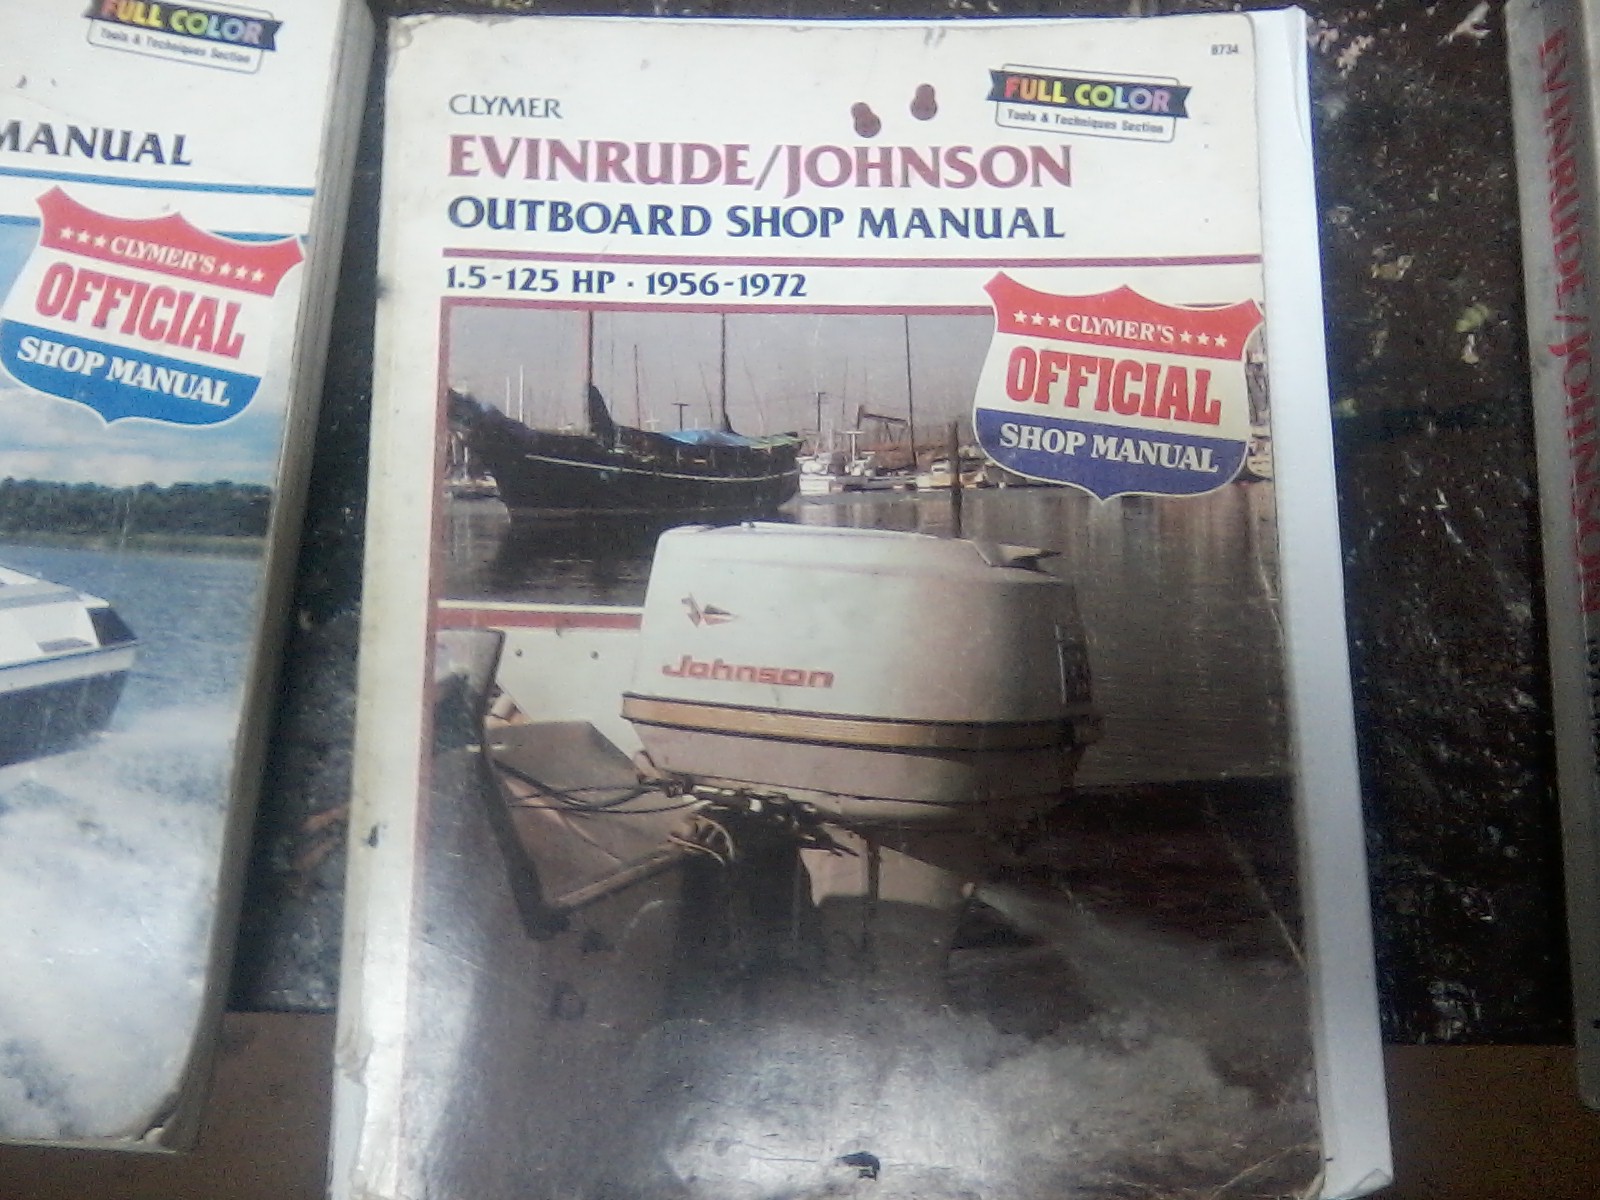 FULL COLOR
Tools & Techniques Section
MANUAL
★★★CLYMER'S★★★
OFFICIAL
SHOP MANUAL
B734
FULL COLOR
Tools & Techniques Section
CLYMER
EVINRUDE/JOHNSON
OUTBOARD SHOP MANUAL
1.5-125 HP · 1956-1972
★★★CLYMER'S★★★
OFFICIAL
SHOP MANUAL
Johnson
EVINRUDE/JOHNSON